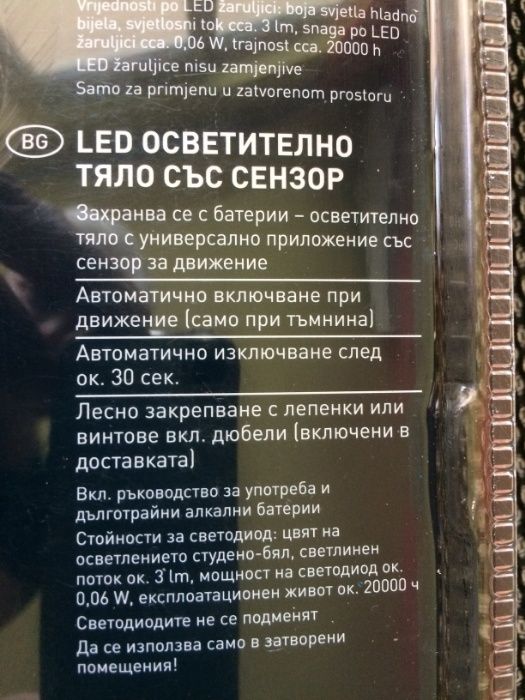 Vrijednosti po LED žaruljici: boja svjetla hladno
bijela, svjetlosni tok cca. 3 lm, snaga po LED
žaruljici cca. 0,06 W, trajnost cca. 20000 h
LED žaruljice nisu zamjenjive
Samo za primjenu u zatvorenom prostoru
BG LED ОСВЕТИТЕЛНО
ТЯЛО СЪС СЕНЗОР
Захранва се с батерии – осветително
тяло с универсално приложение със
сензор за движение
Автоматично включване при
движение (само при тъмнина)
Автоматично изключване след
ок. 30 сек.
Лесно закрепване с лепенки или
винтове вкл. дюбели (включени в
доставката)
Вкл. ръководство за употреба и
дълготрайни алкални батерии
Стойности за светодиод: цвят на
осветлението студено-бял, светлинен
поток ок. 3 lm, мощност на светодиод ок.
0,06 W, експлоатационен живот ок. 20000 ч
Светодиодите не се подменят
Да се използва само в затворени
помещения!